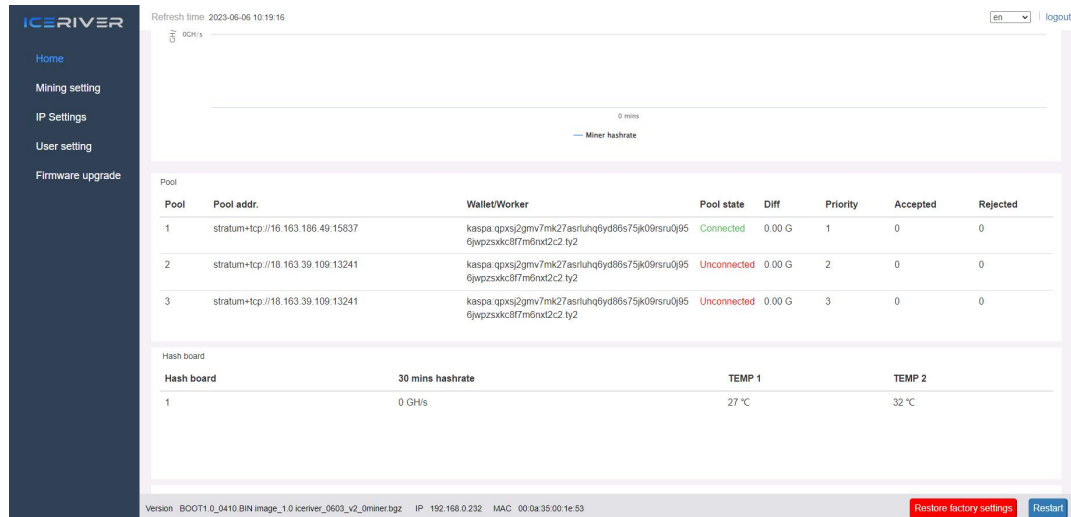 ICERIVER
Refresh time 2023-06-06 10:19:16
en
logout
Home
Mining setting
IP Settings
User setting
Firmware upgrade
GH/
0GH/s
0 mins
Miner hashrate
Pool
Pool Pool addr. Wallet/Worker Pool state Diff Priority Accepted Rejected
1 stratum+tcp://16.163.186.49:15837 kaspa:qpxsj2gmv7mk27asrluhq6yd86s75jk09rsru0j95 Connected 0.00 G 1 0 0
6jwpzsxkc8f7m6nxt2c2.ty2
2 stratum+tcp://18.163.39.109:13241 kaspa:qpxsj2gmv7mk27asrluhq6yd86s75jk09rsru0j95 Unconnected 0.00 G 2 0 0
6jwpzsxkc8f7m6nxt2c2.ty2
3 stratum+tcp://18.163.39.109:13241 kaspa:qpxsj2gmv7mk27asrluhq6yd86s75jk09rsru0j95 Unconnected 0.00 G 3 0 0
6jwpzsxkc8f7m6nxt2c2.ty2
Hash board
Hash board 30 mins hashrate TEMP 1 TEMP 2
1 0 GH/s 27 ℃ 32 ℃
Version BOOT1.0_0410.BIN image_1.0 iceriver_0603_v2_0miner.bgz IP 192.168.0.232 MAC 00:0a:35:00:1e:53
Restore factory settings
Restart